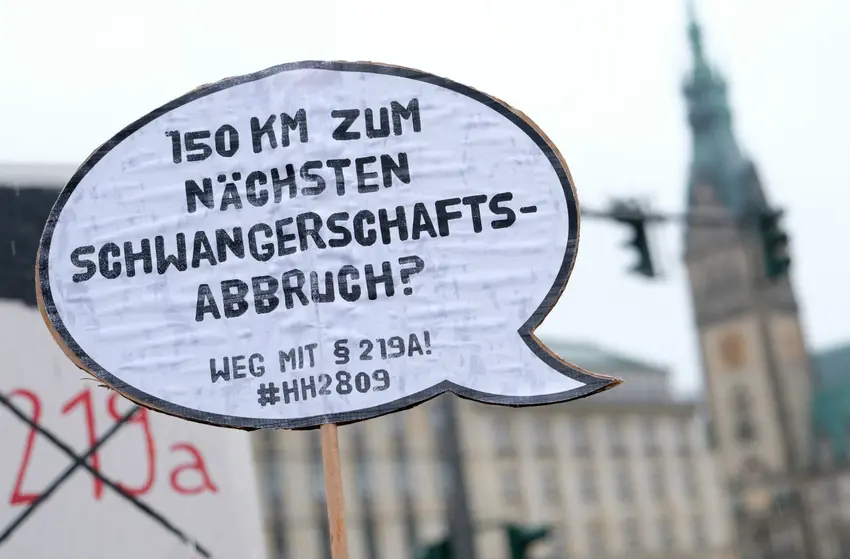 150 KM ZUM
NÄCHSTEN
SCHWANGERSCHAFTS-
ABBRUCH?
WEG MIT § 219A!
#HH2809
219a